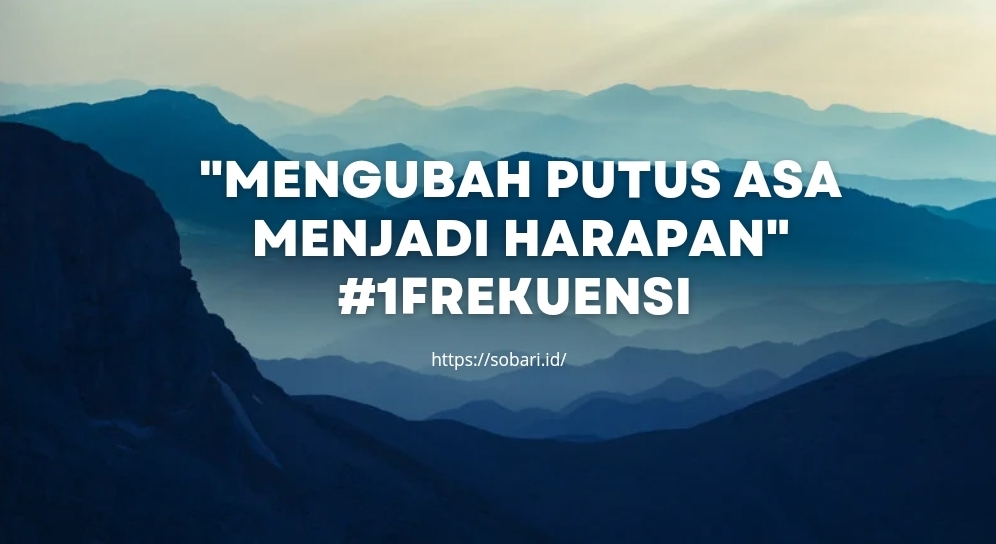 "MENGUBAH PUTUS ASA
MENJADI HARAPAN"
#1FREKUENSI
https://sobari.id/